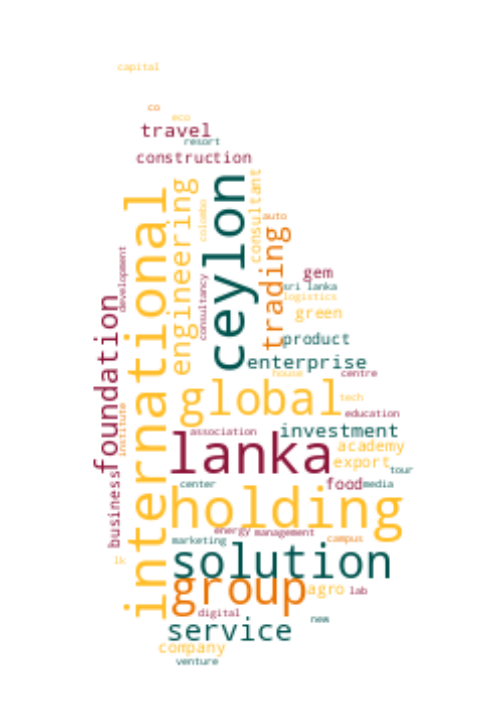 capital
co
eco
travel
resort
construction
international
engineering
colombo
ceylon
consultant
auto
trading
development
consultancy
gem
sri lanka
logistics
green
foundation
product
enterprise
house
centre
global
tech
education
institute
association
investment
lanka
academy
export
tour
business
center
food
media
holding
energy
management
marketing
campus
lk
solution
group
agro
lab
digital
new
service
company
venture